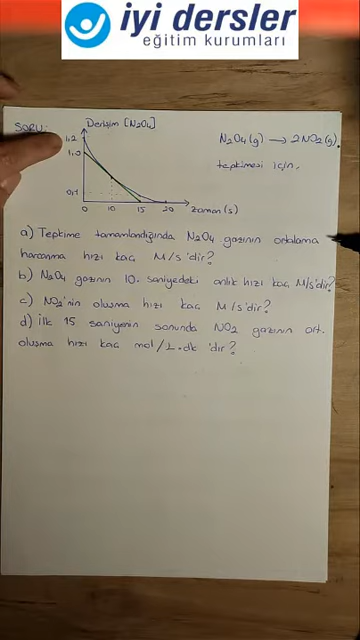 iyi dersler
eğitim kurumları
SORU:
Derişim [N₂O₄]
1,2
1,0
0,1
0 10 15 20 Zaman (s)
N₂O₄(g) → 2NO₂(g).
tepkimesi için,
a) Tepkime tamamlandığında N₂O₄ gazının ortalama
harcanma hızı kaç M/s'dir?
b) N₂O₄ gazının 10. saniyedeki anlık hızı kaç M/s'dir?
c) NO₂'nin oluşma hızı kaç M/s'dir?
d) İlk 15 saniyenin sonunda NO₂ gazının ort.
oluşma hızı kaç mol/L.dk 'dır?